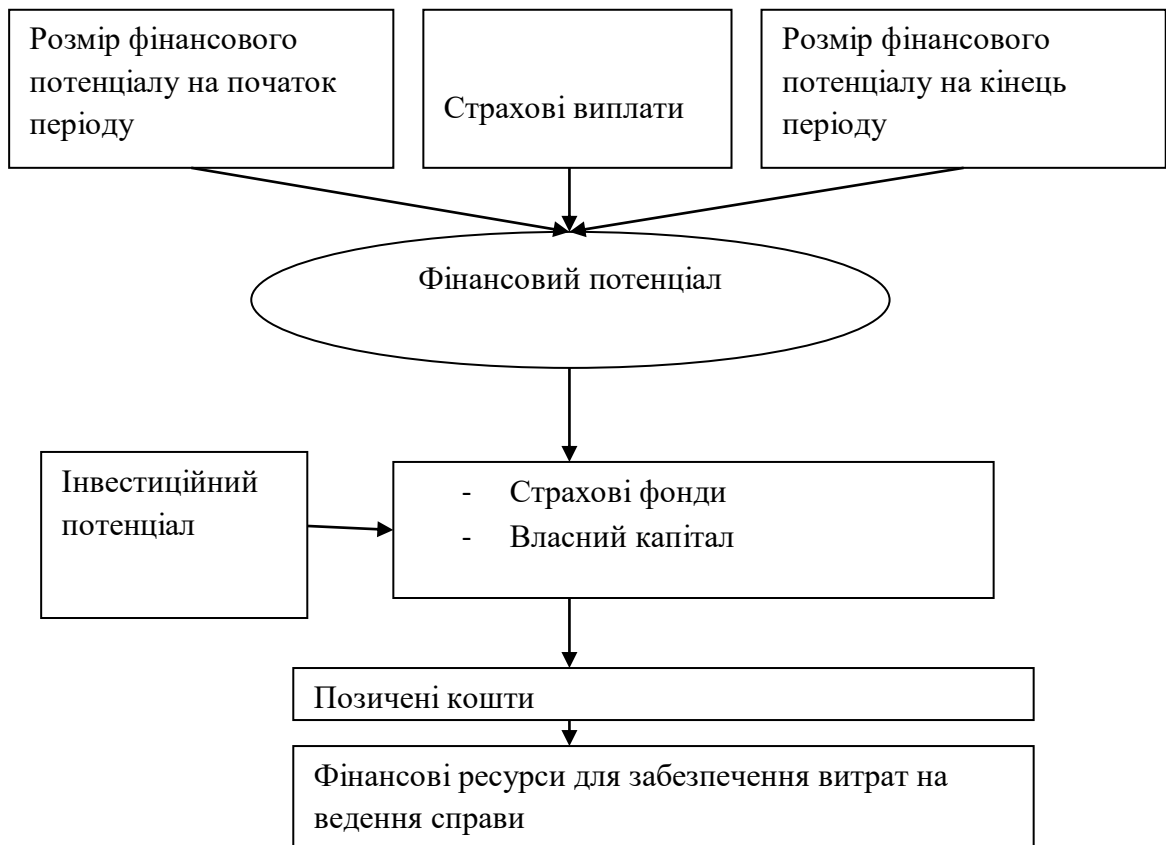 Розмір фінансового
потенціалу на початок
періоду
Страхові виплати
Розмір фінансового
потенціалу на кінець
періоду
Фінансовий потенціал
Інвестиційний
потенціал
- Страхові фонди
- Власний капітал
Позичені кошти
Фінансові ресурси для забезпечення витрат на
ведення справи